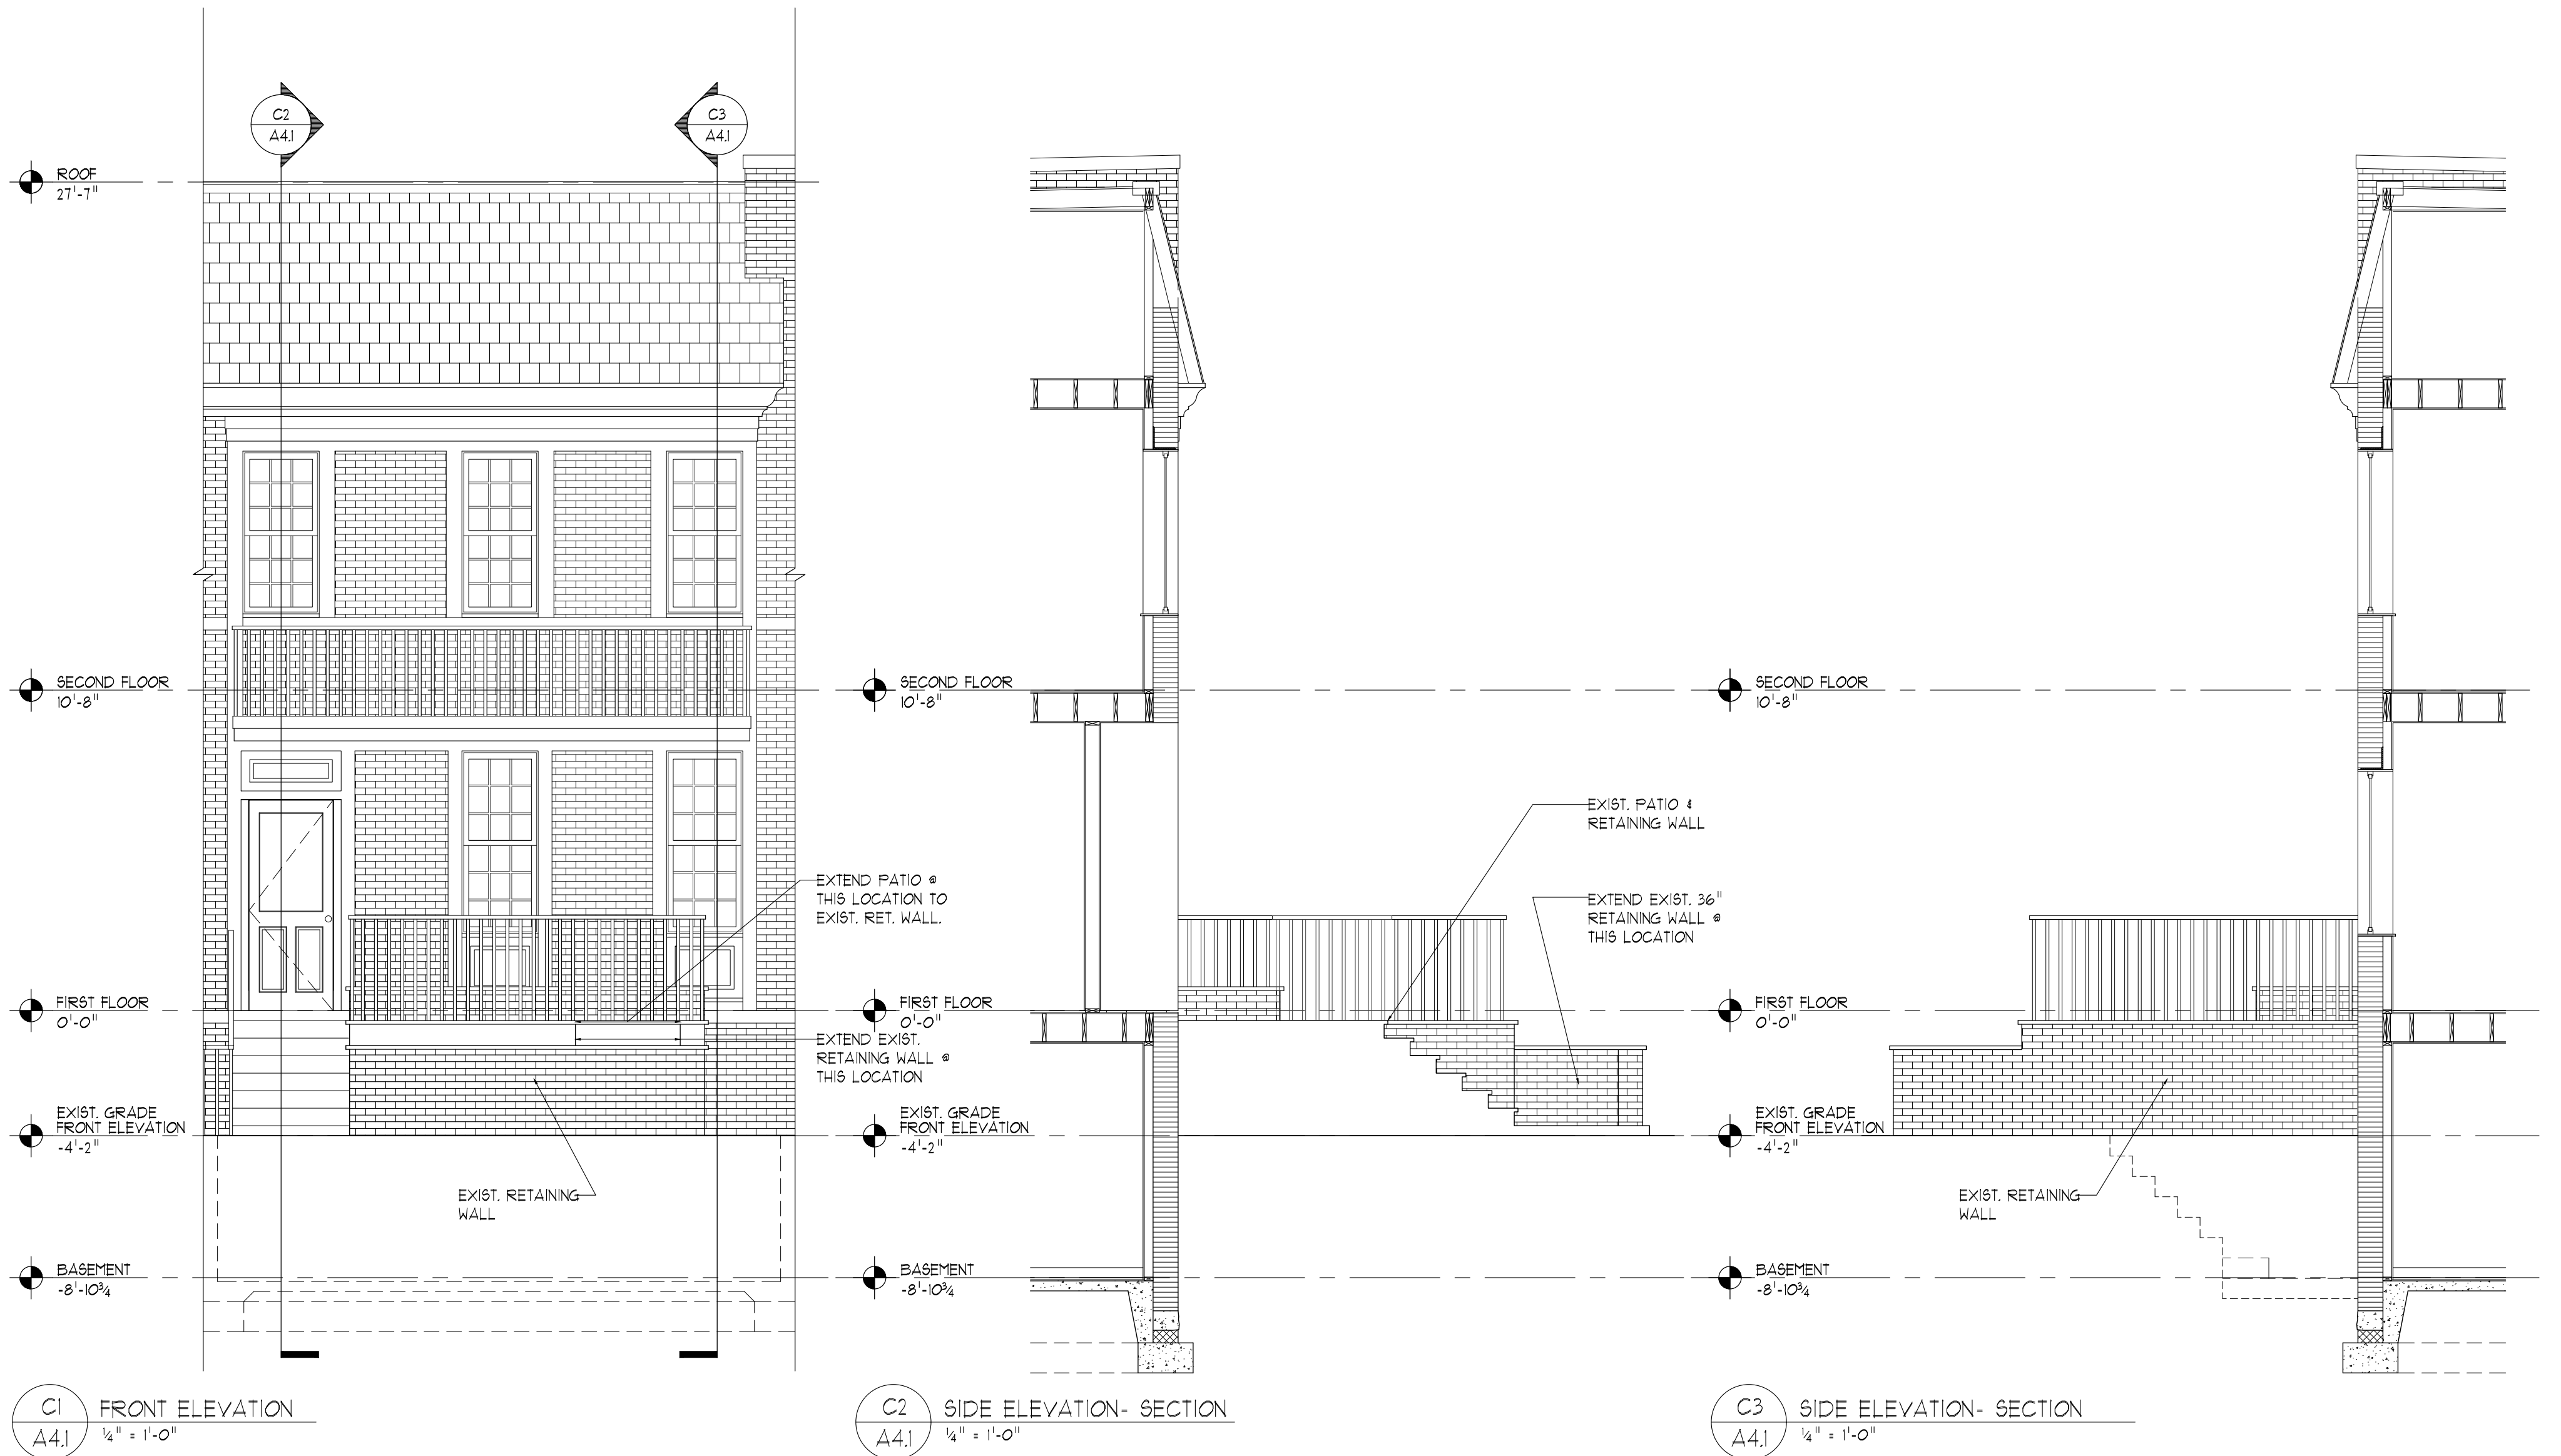 C2
A4.1
C3
A4.1
ROOF
27'-7"
SECOND FLOOR
10'-8"
FIRST FLOOR
0'-0"
EXIST. GRADE
FRONT ELEVATION
-4'-2"
BASEMENT
-8'-10¾
EXTEND PATIO @
THIS LOCATION TO
EXIST. RET. WALL.
EXTEND EXIST.
RETAINING WALL @
THIS LOCATION
EXIST. RETAINING
WALL
C1
A4.1
FRONT ELEVATION
¼" = 1'-0"
SECOND FLOOR
10'-8"
FIRST FLOOR
0'-0"
EXIST. GRADE
FRONT ELEVATION
-4'-2"
BASEMENT
-8'-10¾
EXIST. PATIO &
RETAINING WALL
EXTEND EXIST. 36"
RETAINING WALL @
THIS LOCATION
C2
A4.1
SIDE ELEVATION- SECTION
¼" = 1'-0"
SECOND FLOOR
10'-8"
FIRST FLOOR
0'-0"
EXIST. GRADE
FRONT ELEVATION
-4'-2"
BASEMENT
-8'-10¾
EXIST. RETAINING
WALL
C3
A4.1
SIDE ELEVATION- SECTION
¼" = 1'-0"